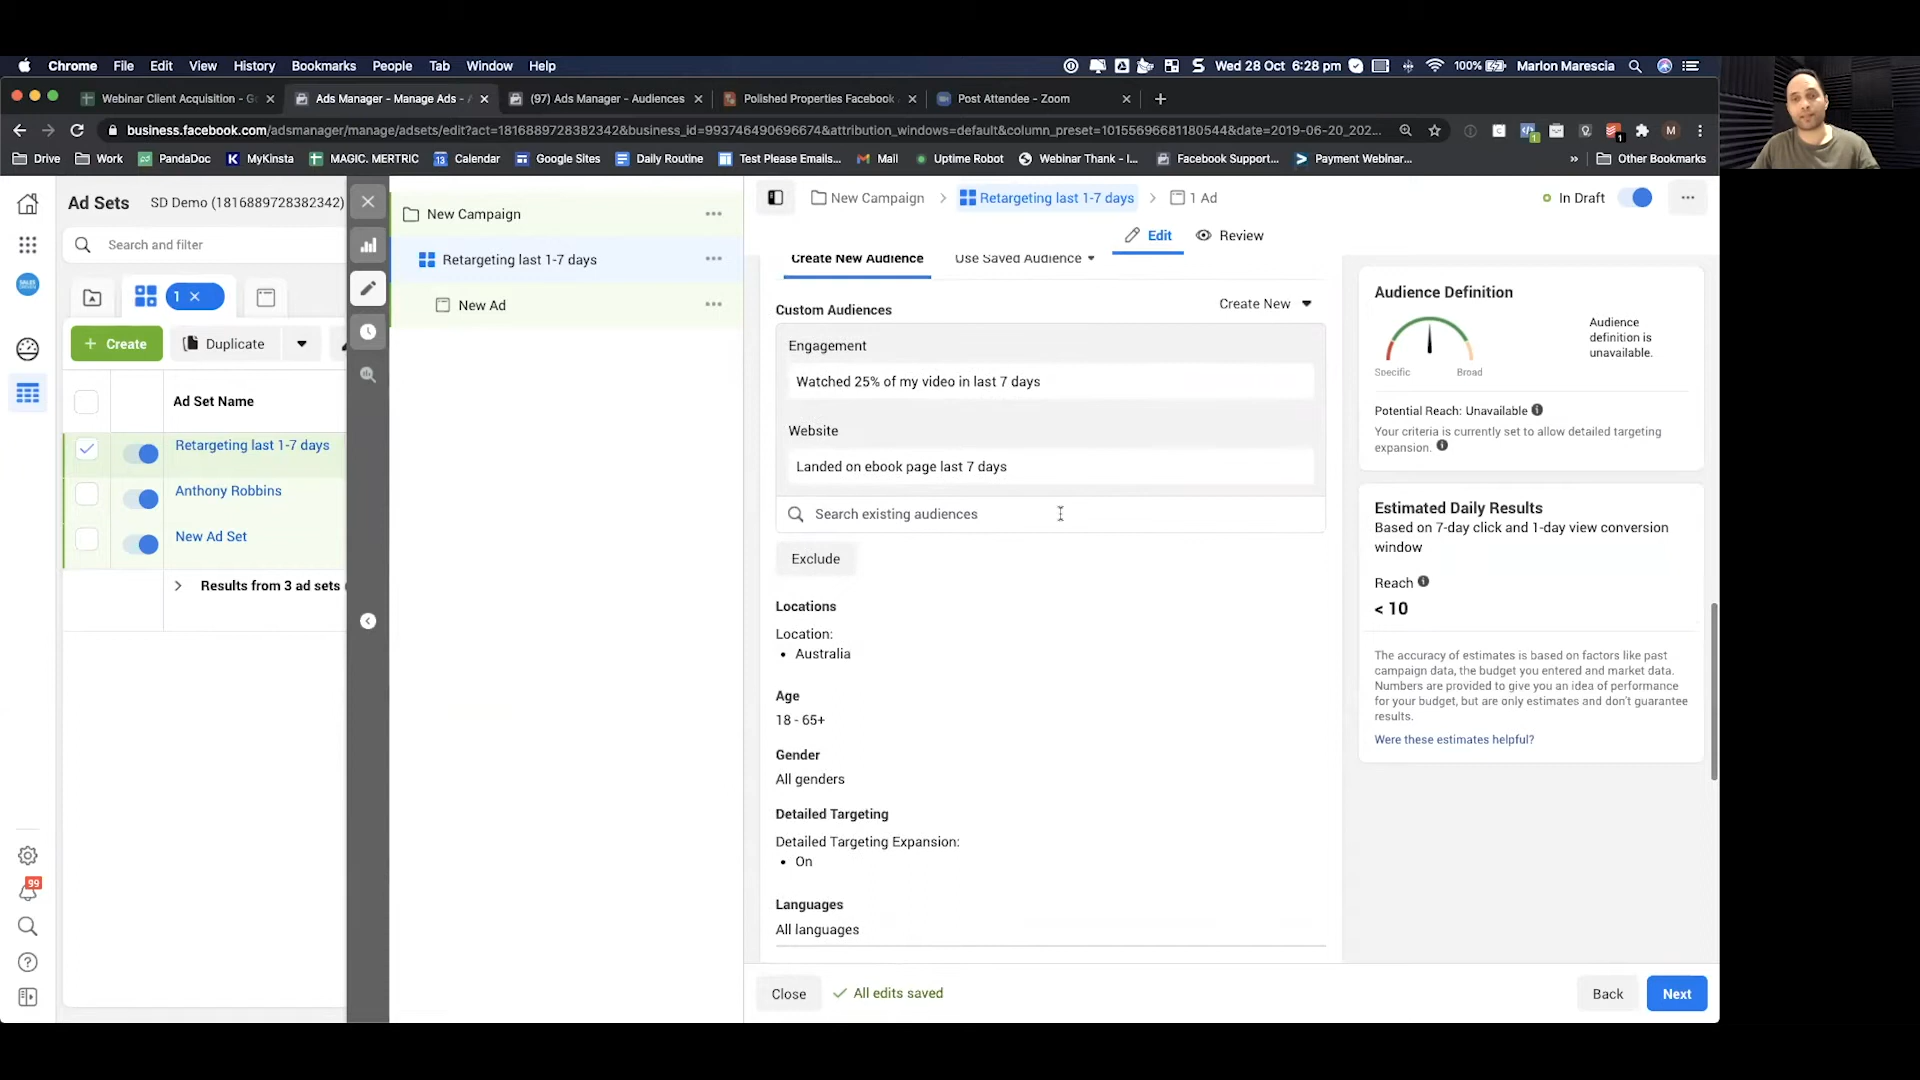 Chrome File Edit View History Bookmarks People Tab Window Help
Wed 28 Oct 6:28 pm 100% Marlon Marescia
Webinar Client Acquisition - G
Ads Manager - Manage Ads -
(97) Ads Manager - Audiences
Polished Properties Facebook
Post Attendee - Zoom
business.facebook.com/adsmanager/manage/adsets/edit?act=1816889728382342&business_id=993746490696674&attribution_windows=default&column_preset=10155696681180544&date=2019-06-20_202...
Drive Work PandaDoc MyKinsta MAGIC. MERTRIC Calendar Google Sites Daily Routine Test Please Emails... Mail Uptime Robot Webinar Thank - I... Facebook Support... Payment Webinar... » Other Bookmarks
Ad Sets SD Demo (1816889728382342)
Search and filter
1
Create Duplicate
Ad Set Name
Retargeting last 1-7 days
Anthony Robbins
New Ad Set
Results from 3 ad sets
99
New Campaign
Retargeting last 1-7 days
New Ad
New Campaign
Retargeting last 1-7 days
1 Ad
In Draft
Edit Review
Create New Audience Use Saved Audience
Custom Audiences Create New
Engagement
Watched 25% of my video in last 7 days
Website
Landed on ebook page last 7 days
Search existing audiences
Exclude
Locations
Location:
• Australia
Age
18 - 65+
Gender
All genders
Detailed Targeting
Detailed Targeting Expansion:
• On
Languages
All languages
Close All edits saved Back Next
Audience Definition
Audience
definition is
unavailable.
Specific Broad
Potential Reach: Unavailable
Your criteria is currently set to allow detailed targeting
expansion.
Estimated Daily Results
Based on 7-day click and 1-day view conversion
window
Reach
< 10
The accuracy of estimates is based on factors like past
campaign data, the budget you entered and market data.
Numbers are provided to give you an idea of performance
for your budget, but are only estimates and don't guarantee
results.
Were these estimates helpful?